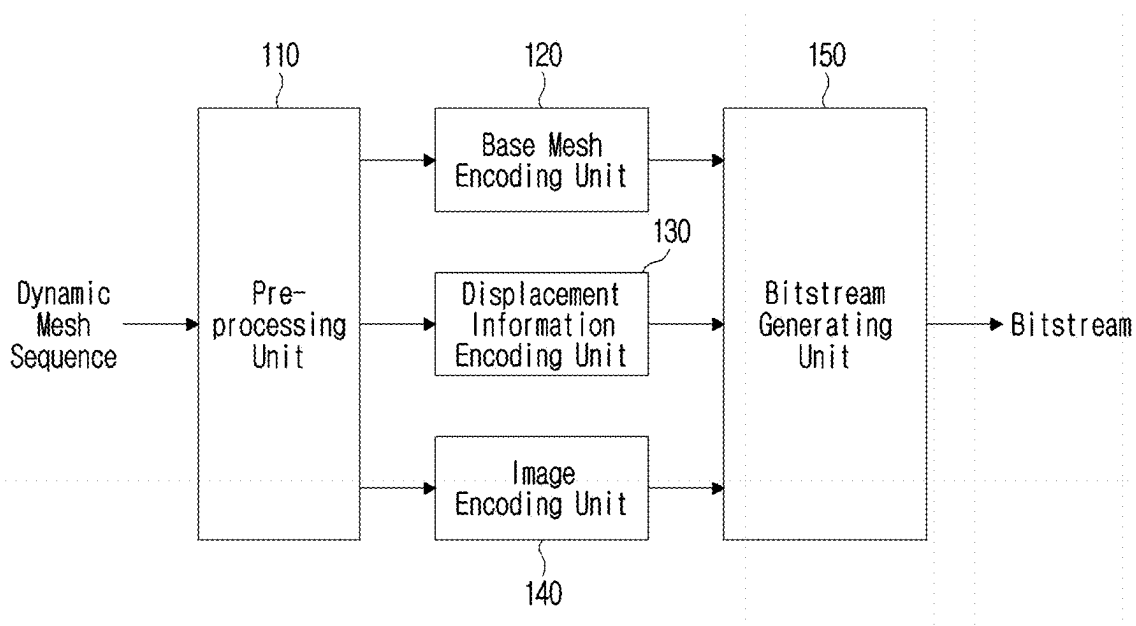 110
120
150
Base Mesh
Encoding Unit
130
Dynamic
Mesh
Sequence
Pre-
processing
Unit
Displacement
Information
Encoding Unit
Bitstream
Generating
Unit
Bitstream
Image
Encoding Unit
140